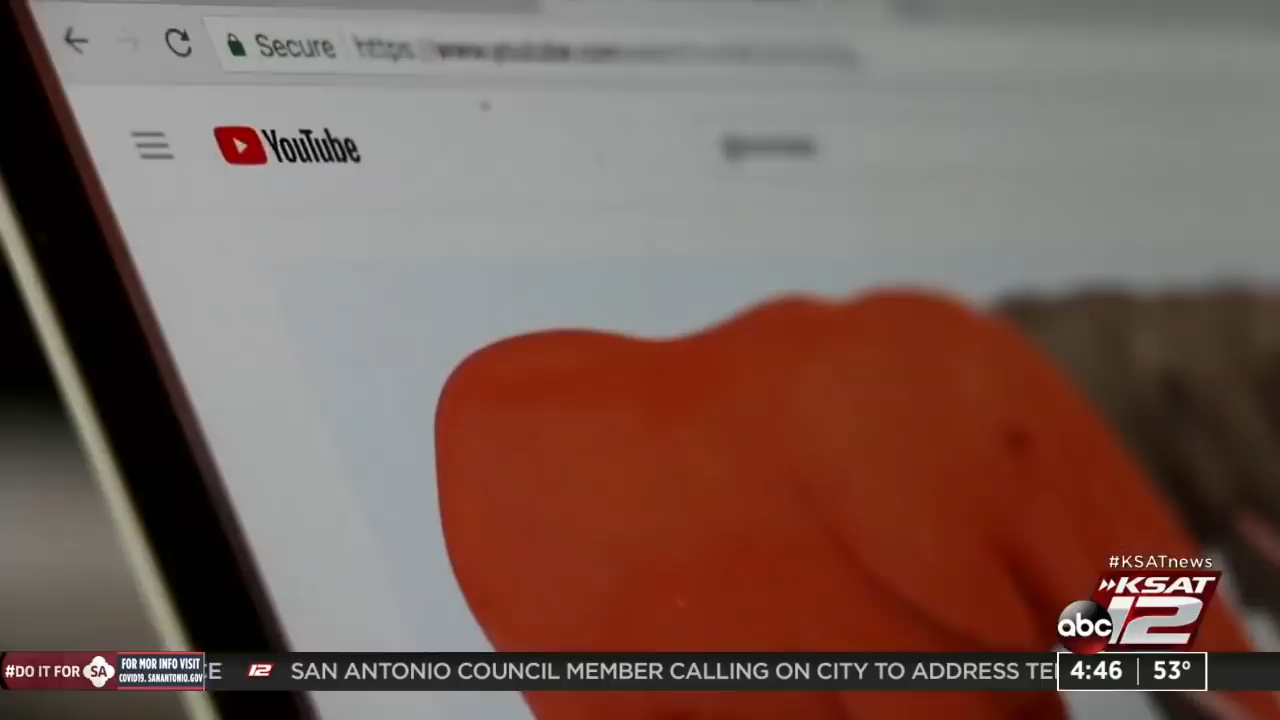 Secure
https
YouTube
#KSATnews
KSAT
abc 12
#DO IT FOR SA
FOR MOR INFO VISIT
COVID19. SANANTONIO.GOV
E 12 SAN ANTONIO COUNCIL MEMBER CALLING ON CITY TO ADDRESS TE
4:46 53°